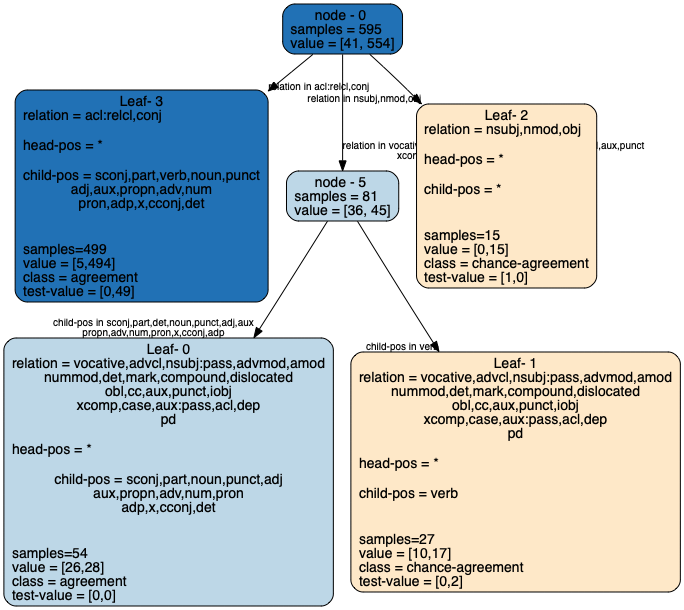 node - 0
samples = 595
value = [41, 554]
relation in acl:relcl,conj
relation in nsubj,nmod,obj
Leaf- 3
relation = acl:relcl,conj
head-pos = *
child-pos = sconj,part,verb,noun,punct
adj,aux,propn,adv,num
pron,adp,x,cconj,det
samples=499
value = [5,494]
class = agreement
test-value = [0,49]
Leaf- 2
relation = nsubj,nmod,obj
head-pos = *
child-pos = *
samples=15
value = [0,15]
class = chance-agreement
test-value = [1,0]
relation in
aux,punct
node - 5
samples = 81
value = [36, 45]
child-pos in sconj,part,det,noun,punct,adj,aux
propn,adv,num,pron,x,cconj,adp
child-pos in verb
Leaf- 0
relation = vocative,advcl,nsubj:pass,advmod,amod
nummod,det,mark,compound,dislocated
obl,cc,aux,punct,iobj
xcomp,case,aux:pass,acl,dep
pd
head-pos = *
child-pos = sconj,part,noun,punct,adj
aux,propn,adv,num,pron
adp,x,cconj,det
samples=54
value = [26,28]
class = agreement
test-value = [0,0]
Leaf- 1
relation = vocative,advcl,nsubj:pass,advmod,amod
nummod,det,mark,compound,dislocated
obl,cc,aux,punct,iobj
xcomp,case,aux:pass,acl,dep
pd
head-pos = *
child-pos = verb
samples=27
value = [10,17]
class = chance-agreement
test-value = [0,2]